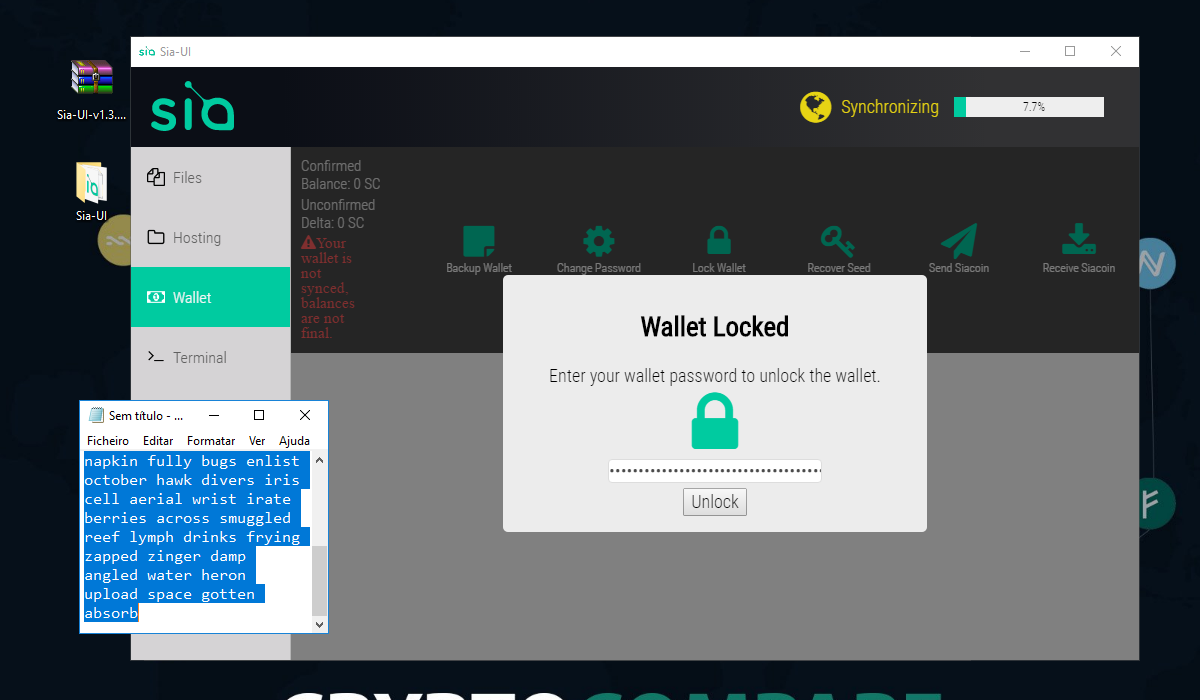 sia Sia-UI
Sia-UI-v1.3....
Sia-UI
sia
Synchronizing
7.7%
Files
Hosting
Wallet
Terminal
Confirmed
Balance: 0 SC
Unconfirmed
Delta: 0 SC
Your
wallet is
not
synced,
balances
are not
final.
Backup Wallet
Change Password
Lock Wallet
Recover Seed
Send Siacoin
Receive Siacoin
Wallet Locked
Enter your wallet password to unlock the wallet.
Unlock
Sem título - ...
Ficheiro Editar Formatar Ver Ajuda
napkin fully bugs enlist
october hawk divers iris
cell aerial wrist irate
berries across smuggled
reef lymph drinks frying
zapped zinger damp
angled water heron
upload space gotten
absorb
CRYPTOCOMPARE